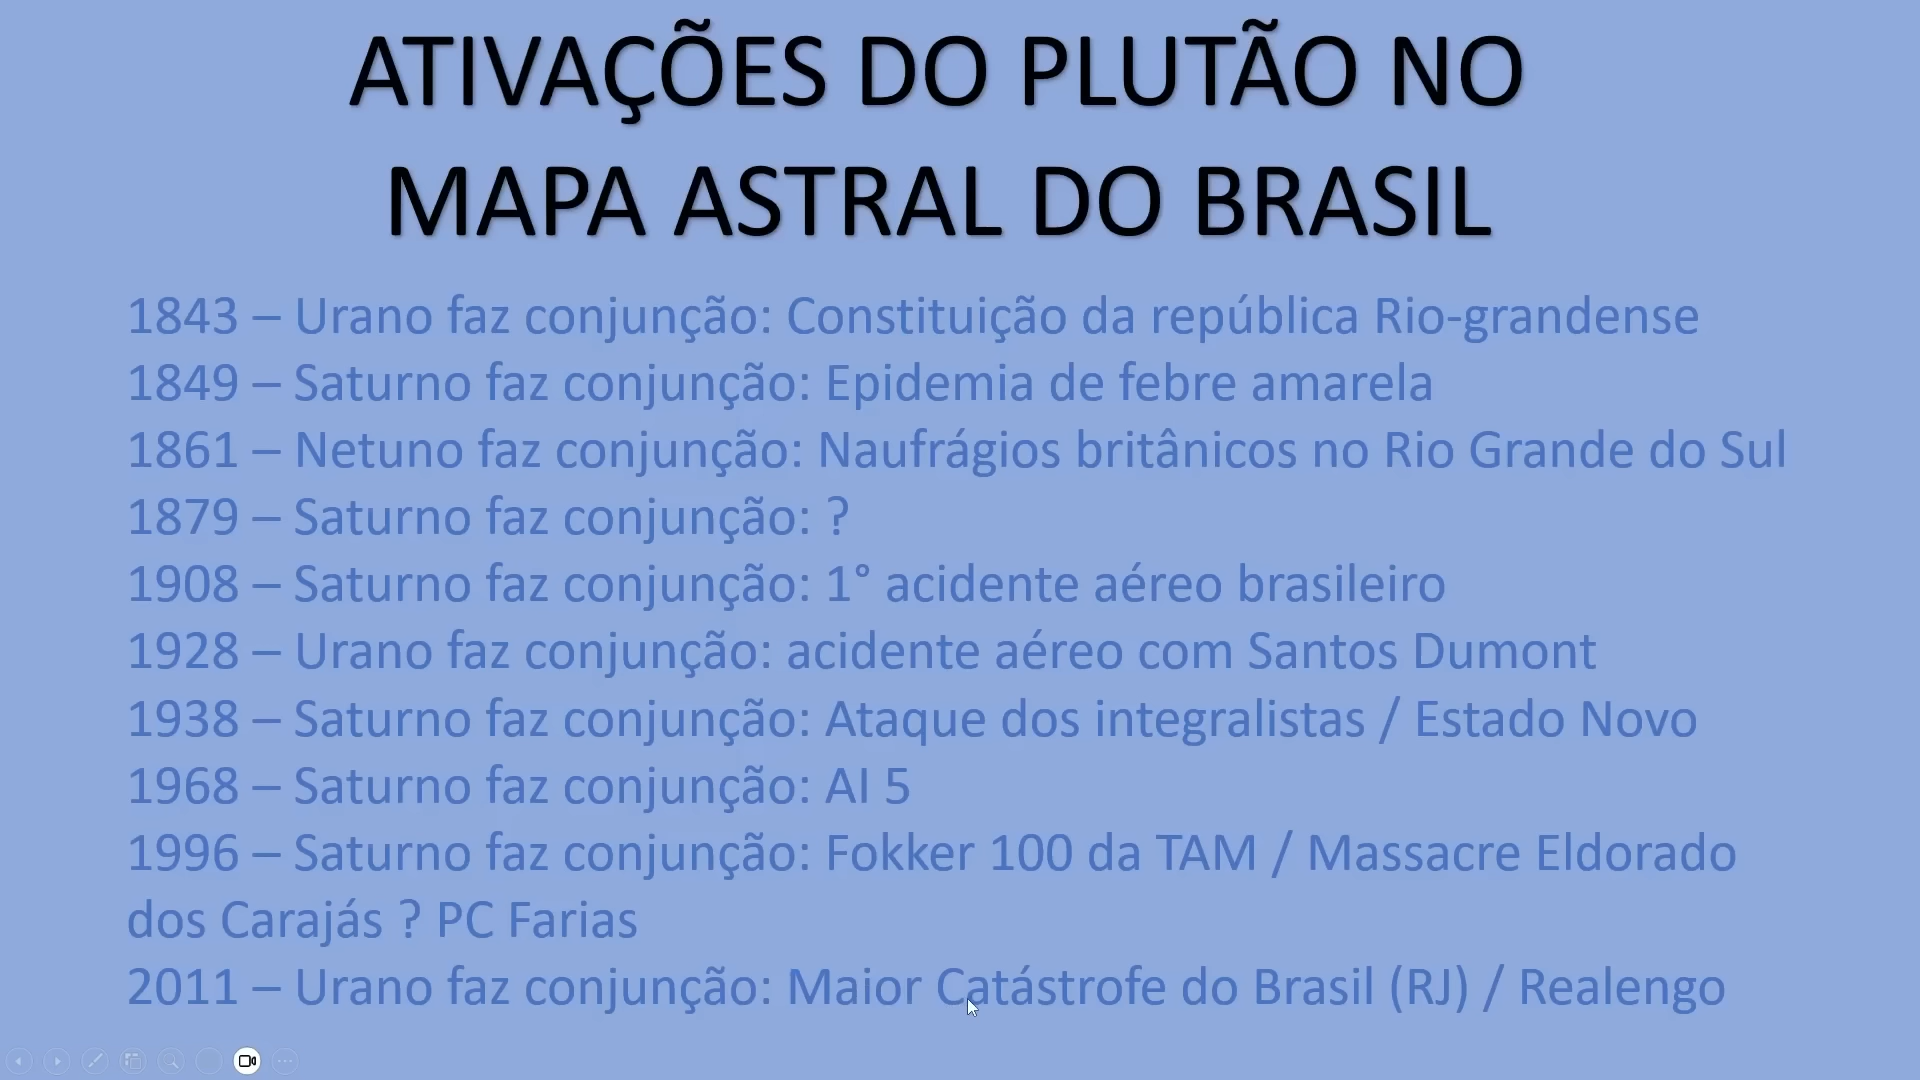 ATIVAÇÕES DO PLUTÃO NO
MAPA ASTRAL DO BRASIL
1843 – Urano faz conjunção: Constituição da república Rio-grandense
1849 – Saturno faz conjunção: Epidemia de febre amarela
1861 – Netuno faz conjunção: Naufrágios britânicos no Rio Grande do Sul
1879 – Saturno faz conjunção: ?
1908 – Saturno faz conjunção: 1° acidente aéreo brasileiro
1928 – Urano faz conjunção: acidente aéreo com Santos Dumont
1938 – Saturno faz conjunção: Ataque dos integralistas / Estado Novo
1968 – Saturno faz conjunção: AI 5
1996 – Saturno faz conjunção: Fokker 100 da TAM / Massacre Eldorado
dos Carajás ? PC Farias
2011 – Urano faz conjunção: Maior Catástrofe do Brasil (RJ) / Realengo